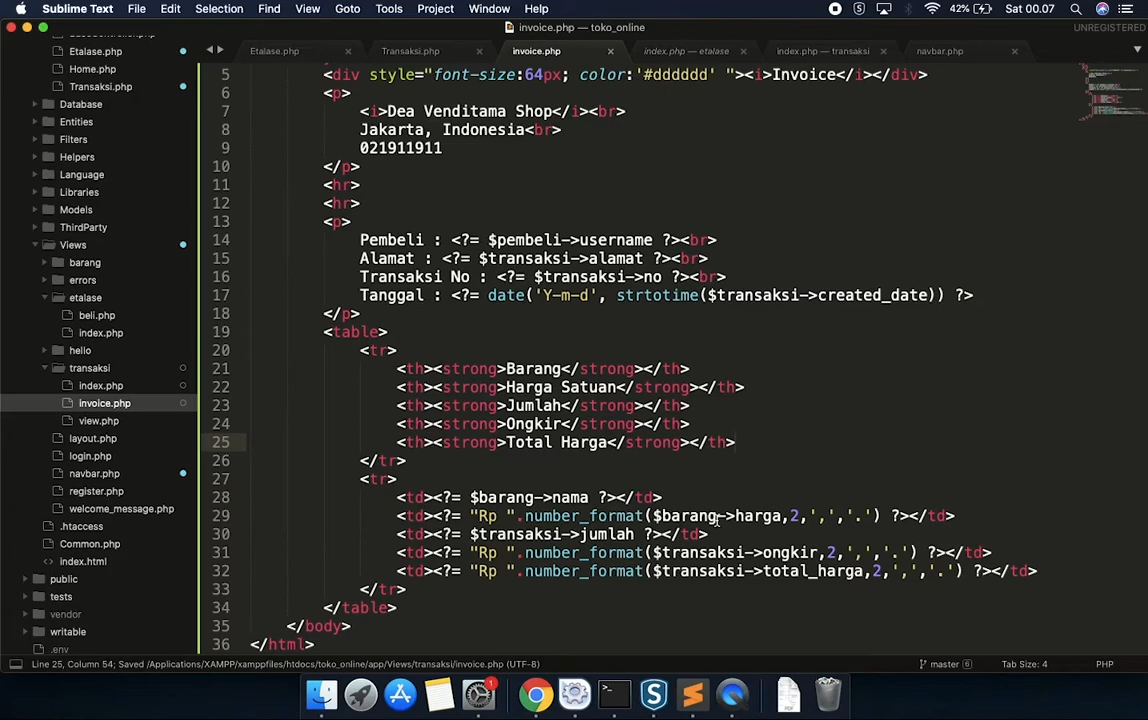 Sublime Text File Edit Selection Find View Goto Tools Project Window Help S 42% Sat 00.07
invoice.php — toko_online UNREGISTERED
Etalase.php Transaksi.php invoice.php index.php — etalase index.php — transaksi navbar.php
Etalase.php
Home.php
Transaksi.php
Database
Entities
Filters
Helpers
Language
Libraries
Models
ThirdParty
Views
barang
errors
etalase
beli.php
index.php
hello
transaksi
index.php
invoice.php
view.php
layout.php
login.php
navbar.php
register.php
welcome_message.php
.htaccess
Common.php
index.html
public
tests
vendor
writable
.env
5 <div style="font-size:64px; color:'#dddddd' "><i>Invoice</i></div>
6 <p>
7 <i>Dea Venditama Shop</i><br>
8 Jakarta, Indonesia<br>
9 021911911
10 </p>
11 <hr>
12 <hr>
13 <p>
14 Pembeli : <?= $pembeli->username ?><br>
15 Alamat : <?= $transaksi->alamat ?><br>
16 Transaksi No : <?= $transaksi->no ?><br>
17 Tanggal : <?= date('Y-m-d', strtotime($transaksi->created_date)) ?>
18 </p>
19 <table>
20 <tr>
21 <th><strong>Barang</strong></th>
22 <th><strong>Harga Satuan</strong></th>
23 <th><strong>Jumlah</strong></th>
24 <th><strong>Ongkir</strong></th>
25 <th><strong>Total Harga</strong></th>
26 </tr>
27 <tr>
28 <td><?= $barang->nama ?></td>
29 <td><?= "Rp ".number_format($barang->harga,2,',','.') ?></td>
30 <td><?= $transaksi->jumlah ?></td>
31 <td><?= "Rp ".number_format($transaksi->ongkir,2,',','.') ?></td>
32 <td><?= "Rp ".number_format($transaksi->total_harga,2,',','.') ?></td>
33 </tr>
34 </table>
35 </body>
36 </html>
Line 25, Column 54; Saved /Applications/XAMPP/xamppfiles/htdocs/toko_online/app/Views/transaksi/invoice.php (UTF-8) master 6 Tab Size: 4 PHP
1
S
PDF